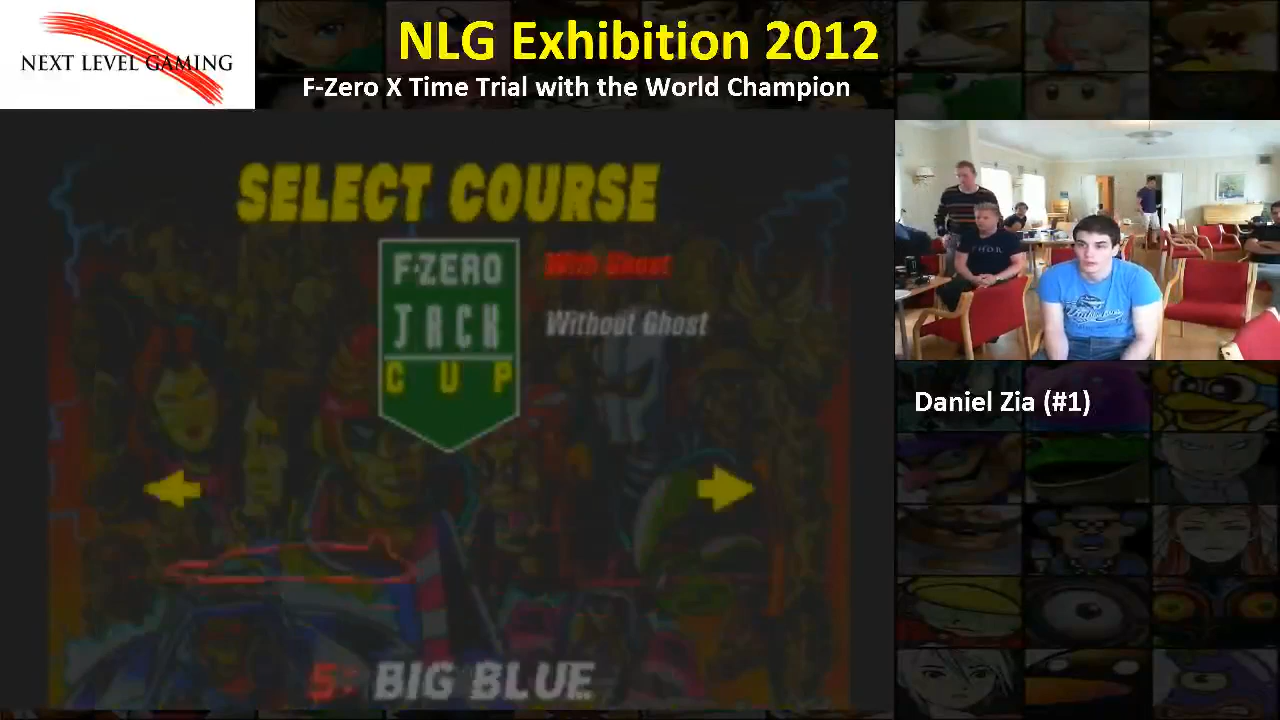 NEXT LEVEL GAMING
NLG Exhibition 2012
F-Zero X Time Trial with the World Champion
SELECT COURSE
F-ZERO
JACK
CUP
With Ghost
Without Ghost
Daniel Zia (#1)
5: BIG BLUE